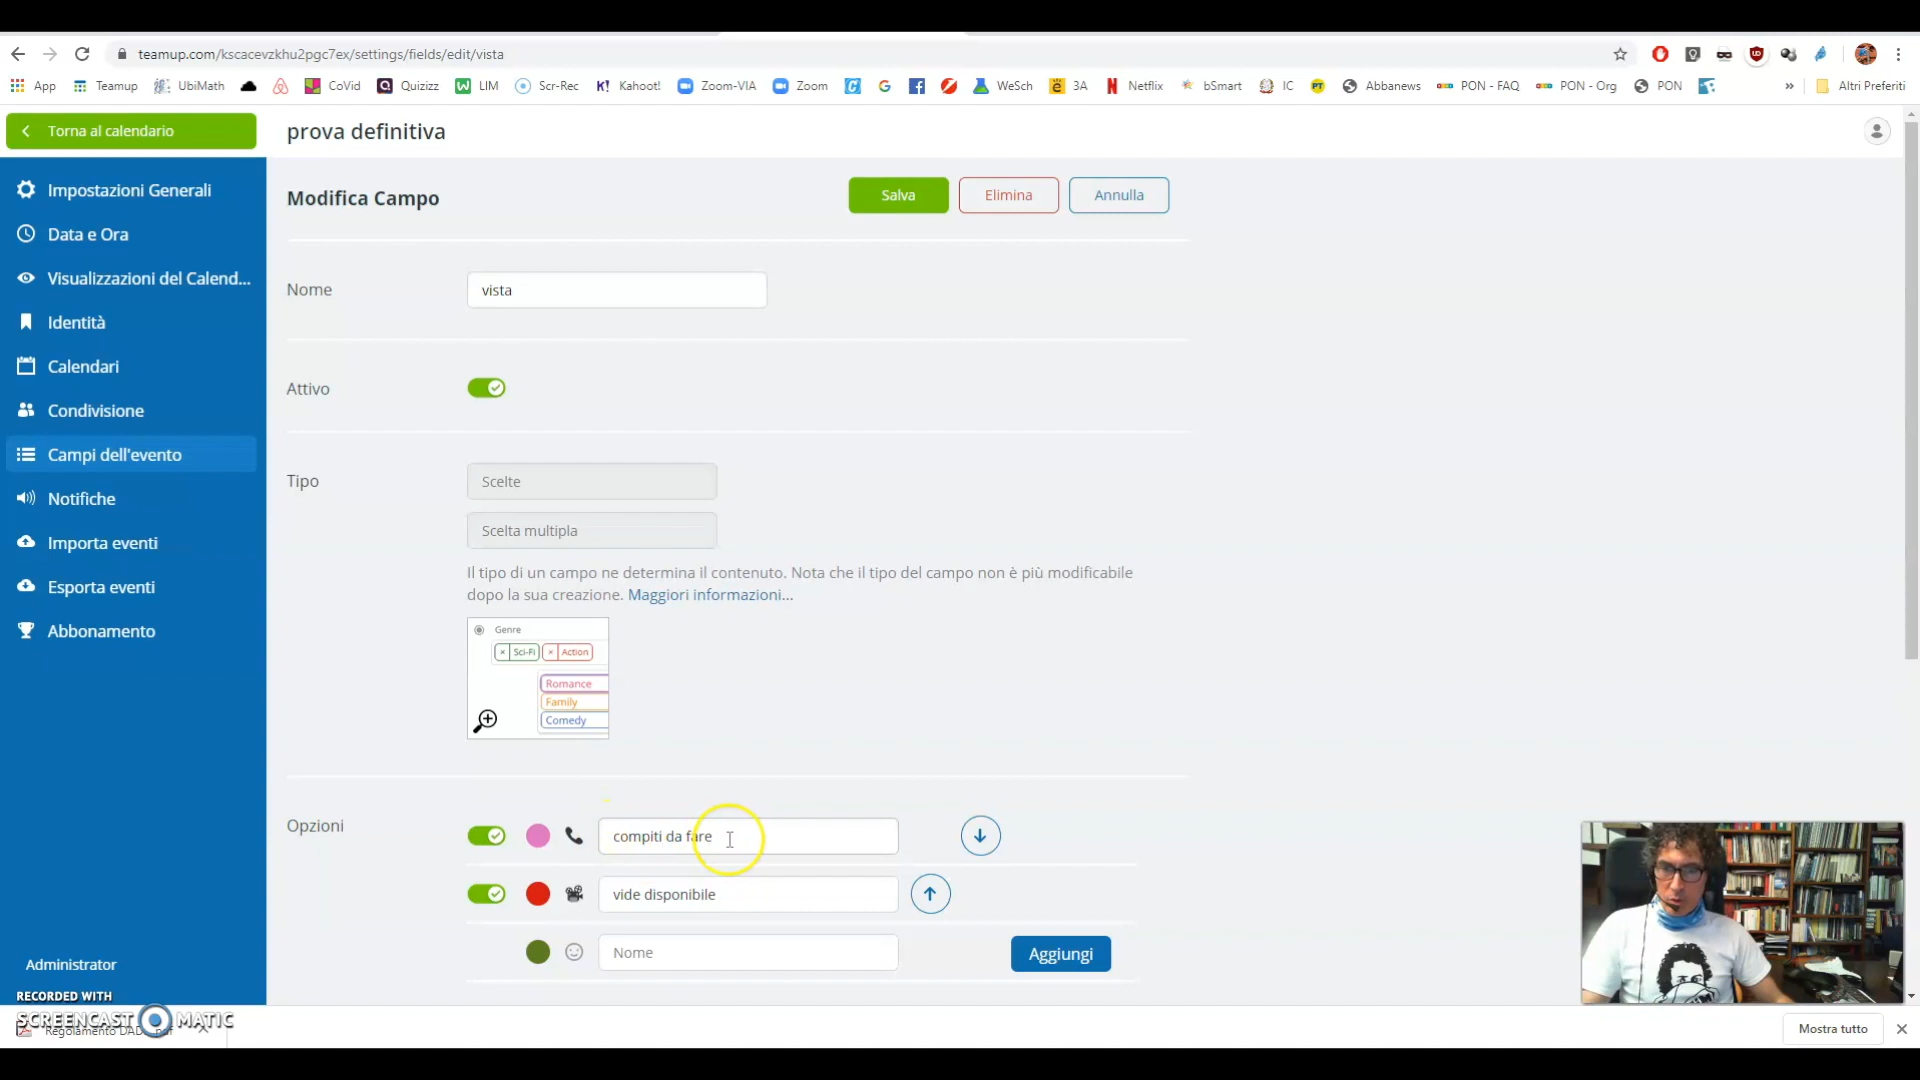 teamup.com/kscacevzkhu2pgc7ex/settings/fields/edit/vista
App Teamup UbiMath CoVid Quizizz LIM Scr-Rec Kahoot! Zoom-VIA Zoom WeSch 3A Netflix bSmart IC Abbanews PON - FAQ PON - Org PON » Altri Preferiti
Torna al calendario
prova definitiva
Impostazioni Generali
Data e Ora
Visualizzazioni del Calend...
Identità
Calendari
Condivisione
Campi dell'evento
Notifiche
Importa eventi
Esporta eventi
Abbonamento
Administrator
Modifica Campo
Salva
Elimina
Annulla
Nome
vista
Attivo
Tipo
Scelte
Scelta multipla
Il tipo di un campo ne determina il contenuto. Nota che il tipo del campo non è più modificabile
dopo la sua creazione. Maggiori informazioni...
Genre
× Sci-Fi × Action
Romance
Family
Comedy
Opzioni
compiti da fare
vide disponibile
Nome
Aggiungi
RECORDED WITH
SCREENCAST MATIC
Regolamento
Mostra tutto